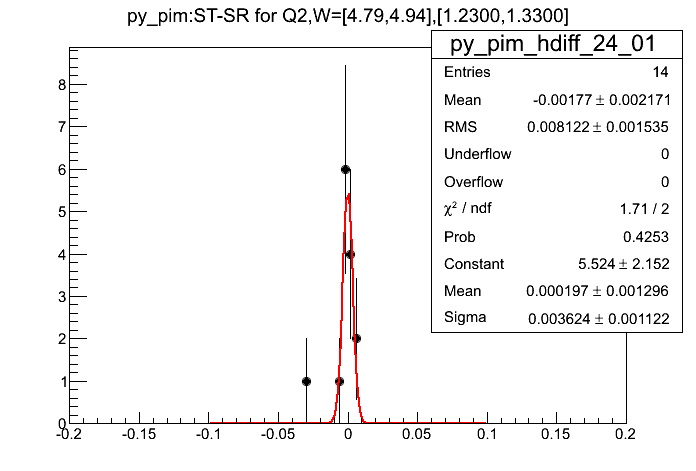 py_pim:ST-SR for Q2,W=[4.79,4.94],[1.2300,1.3300]
py_pim_hdiff_24_01
Entries 14
Mean -0.00177 ± 0.002171
RMS 0.008122 ± 0.001535
Underflow 0
Overflow 0
χ² / ndf 1.71 / 2
Prob 0.4253
Constant 5.524 ± 2.152
Mean 0.000197 ± 0.001296
Sigma 0.003624 ± 0.001122
8
7
6
5
4
3
2
1
0
-0.2 -0.15 -0.1 -0.05 0 0.05 0.1 0.15 0.2